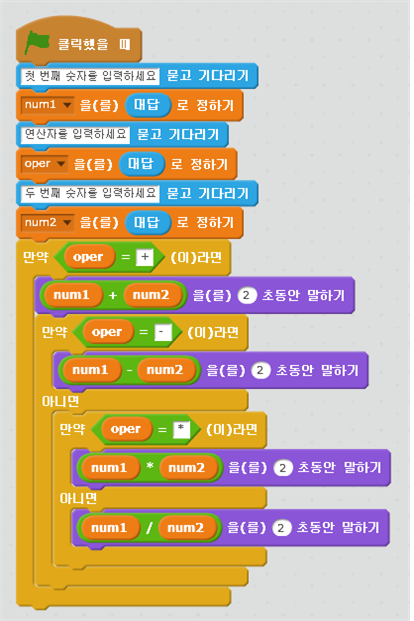 클릭했을 때
첫 번째 숫자을 입력하세요 묻고 기다리기
num1 을(를) 대답 로 정하기
연산자을 입력하세요 묻고 기다리기
oper 을(를) 대답 로 정하기
두 번째 숫자을 입력하세요 묻고 기다리기
num2 을(를) 대답 로 정하기
만약 oper = + (이)라면
num1 + num2 을(를) 2 초동안 말하기
만약 oper = - (이)라면
num1 - num2 을(를) 2 초동안 말하기
아니면
만약 oper = * (이)라면
num1 * num2 을(를) 2 초동안 말하기
아니면
num1 / num2 을(를) 2 초동안 말하기